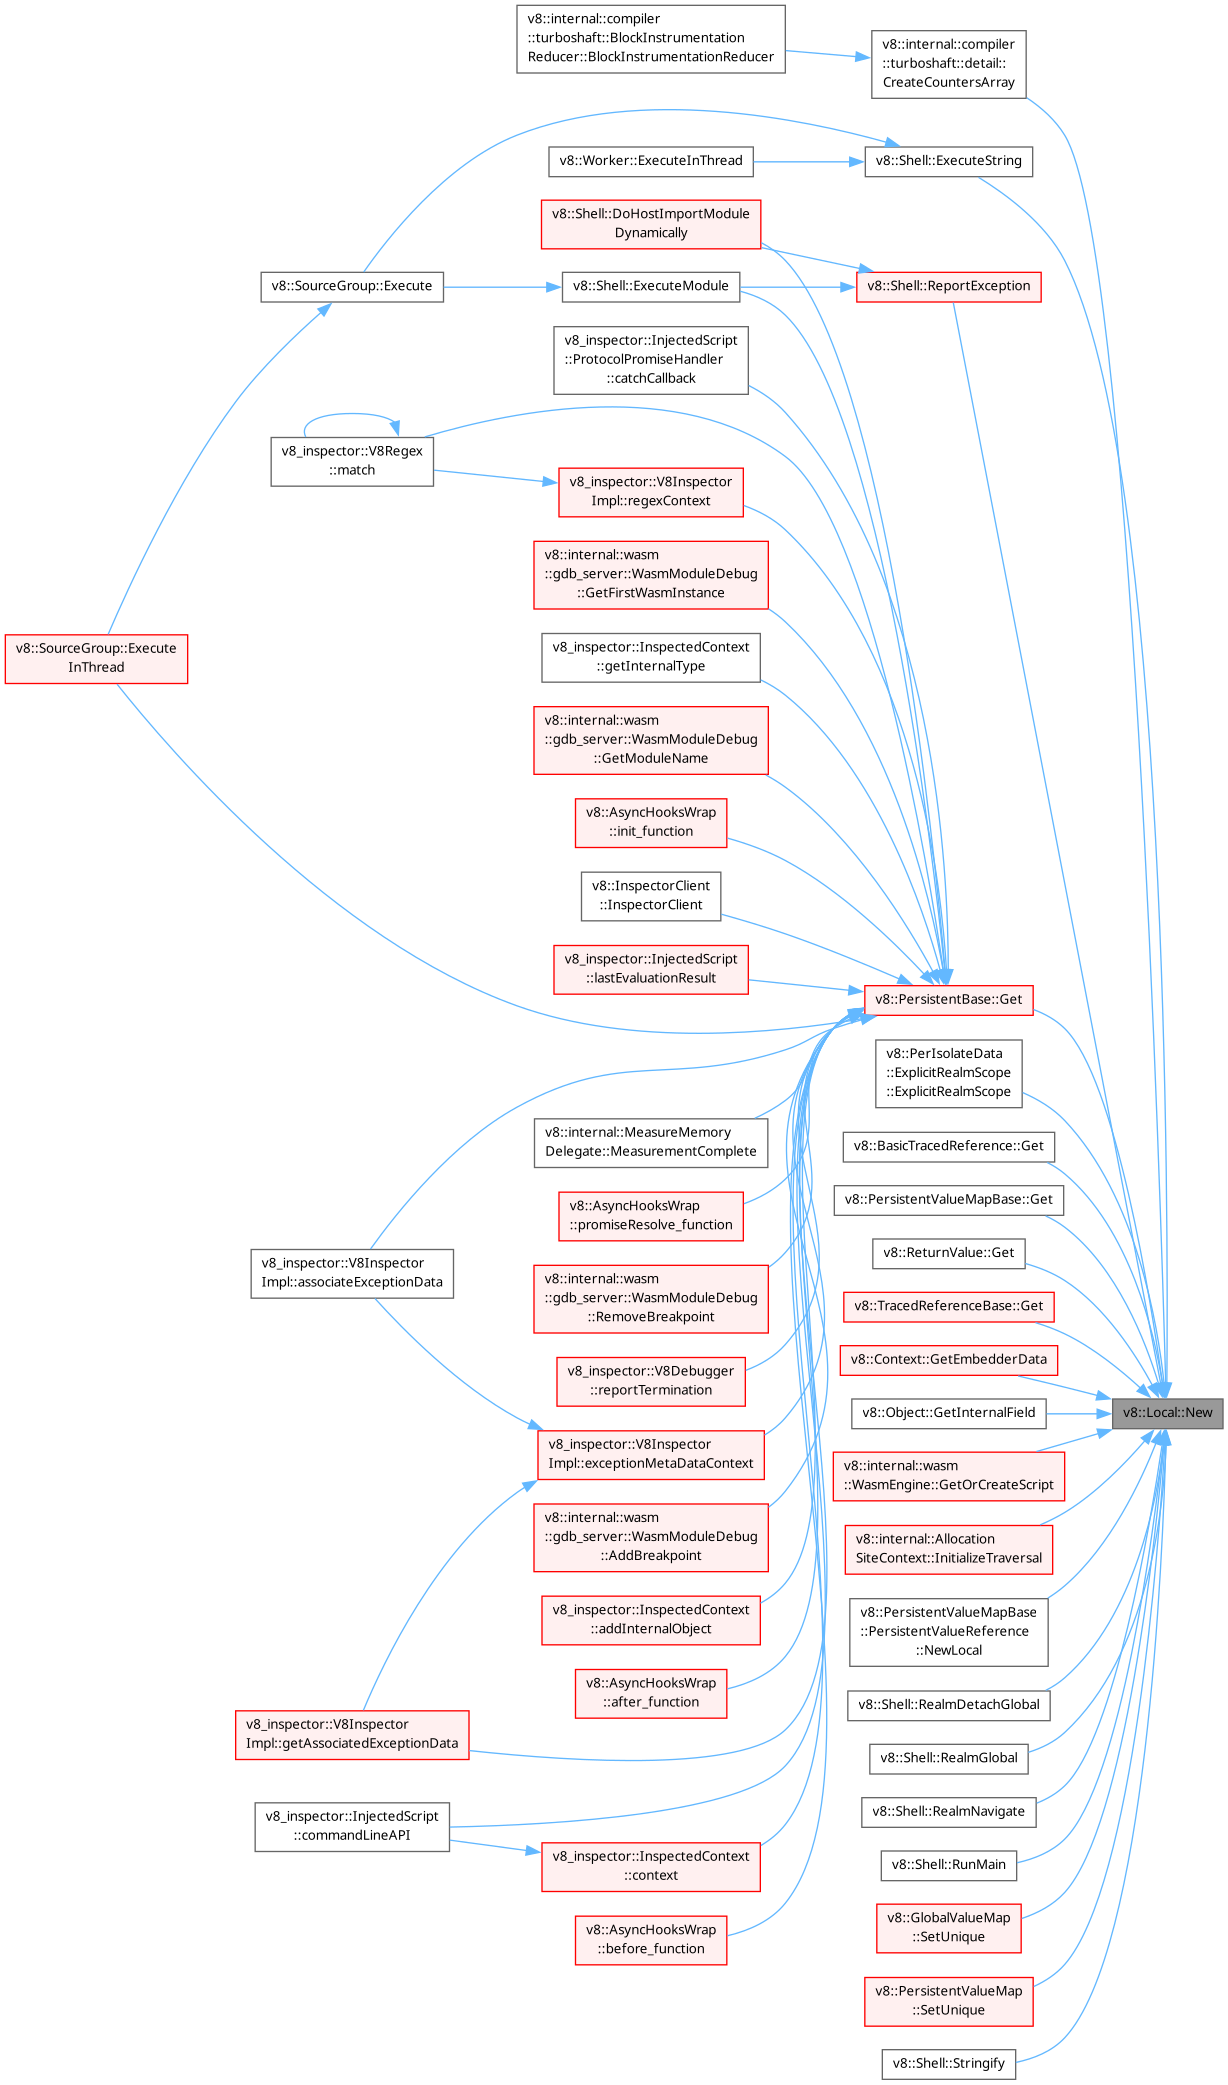 v8::internal::compiler
::turboshaft::BlockInstrumentation
Reducer::BlockInstrumentationReducer
v8::internal::compiler
::turboshaft::detail::
CreateCountersArray
v8::Worker::ExecuteInThread
v8::Shell::ExecuteString
v8::Shell::DoHostImportModule
Dynamically
v8::SourceGroup::Execute
v8::Shell::ExecuteModule
v8::Shell::ReportException
v8_inspector::InjectedScript
::ProtocolPromiseHandler
::catchCallback
v8_inspector::V8Regex
::match
v8_inspector::V8Inspector
Impl::regexContext
v8::internal::wasm
::gdb_server::WasmModuleDebug
::GetFirstWasmInstance
v8::SourceGroup::Execute
InThread
v8_inspector::InspectedContext
::getInternalType
v8::internal::wasm
::gdb_server::WasmModuleDebug
::GetModuleName
v8::AsyncHooksWrap
::init_function
v8::InspectorClient
::InspectorClient
v8_inspector::InjectedScript
::lastEvaluationResult
v8::PersistentBase::Get
v8::PerIsolateData
::ExplicitRealmScope
::ExplicitRealmScope
v8::internal::MeasureMemory
Delegate::MeasurementComplete
v8::BasicTracedReference::Get
v8::AsyncHooksWrap
::promiseResolve_function
v8::PersistentValueMapBase::Get
v8_inspector::V8Inspector
Impl::associateExceptionData
v8::ReturnValue::Get
v8::internal::wasm
::gdb_server::WasmModuleDebug
::RemoveBreakpoint
v8::TracedReferenceBase::Get
v8::Context::GetEmbedderData
v8_inspector::V8Debugger
::reportTermination
v8::Object::GetInternalField
v8::Local::New
v8_inspector::V8Inspector
Impl::exceptionMetaDataContext
v8::internal::wasm
::WasmEngine::GetOrCreateScript
v8::internal::wasm
::gdb_server::WasmModuleDebug
::AddBreakpoint
v8::internal::Allocation
SiteContext::InitializeTraversal
v8_inspector::InspectedContext
::addInternalObject
v8::PersistentValueMapBase
::PersistentValueReference
::NewLocal
v8::AsyncHooksWrap
::after_function
v8::Shell::RealmDetachGlobal
v8_inspector::V8Inspector
Impl::getAssociatedExceptionData
v8::Shell::RealmGlobal
v8::Shell::RealmNavigate
v8_inspector::InjectedScript
::commandLineAPI
v8_inspector::InspectedContext
::context
v8::Shell::RunMain
v8::AsyncHooksWrap
::before_function
v8::GlobalValueMap
::SetUnique
v8::PersistentValueMap
::SetUnique
v8::Shell::Stringify